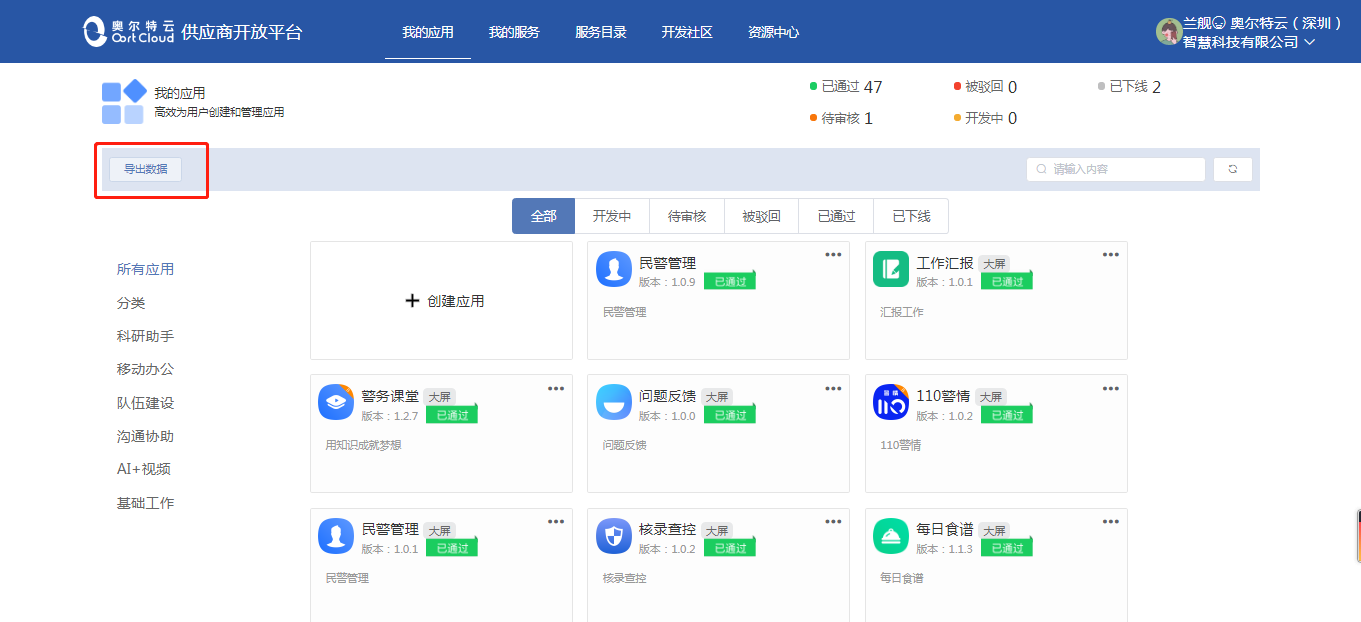 奥尔特云
Oort Cloud
供应商开放平台
我的应用 我的服务 服务目录 开发社区 资源中心
兰舰 奥尔特云(深圳)
智慧科技有限公司
我的应用
高效为用户创建和管理应用
已通过 47 被驳回 0 已下线 2
待审核 1 开发中 0
导出数据 请输入内容
全部 开发中 待审核 被驳回 已通过 已下线
所有应用
分类
科研助手
移动办公
队伍建设
沟通协助
AI+视频
基础工作
+ 创建应用
民警管理
版本:1.0.9 已通过
民警管理
工作汇报 大屏
版本:1.0.1 已通过
汇报工作
警务课堂 大屏
版本:1.2.7 已通过
用知识成就梦想
问题反馈 大屏
版本:1.0.0 已通过
问题反馈
110警情 大屏
版本:1.0.2 已通过
110警情
民警管理 大屏
版本:1.0.1 已通过
民警管理
核录查控 大屏
版本:1.0.2 已通过
核录查控
每日食谱 大屏
版本:1.1.3 已通过
每日食谱